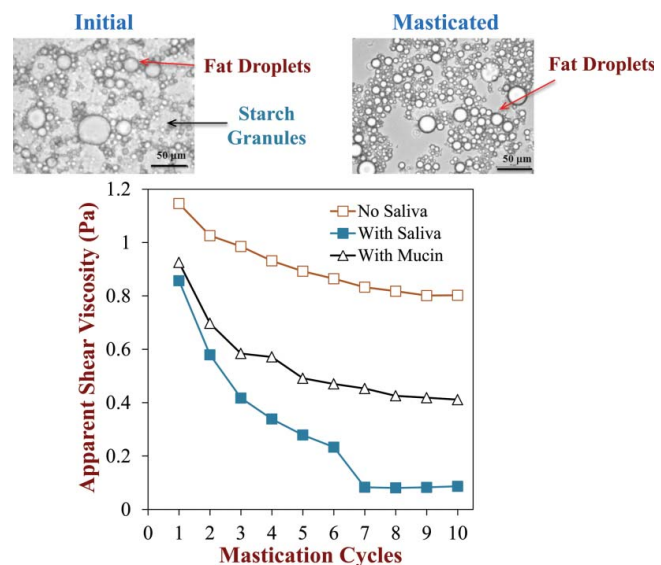 Initial
Masticated
Fat Droplets
Starch
Granules
50 μm
Fat Droplets
50 μm
Apparent Shear Viscosity (Pa)
1.2
1
0.8
0.6
0.4
0.2
0
No Saliva
With Saliva
With Mucin
0 1 2 3 4 5 6 7 8 9 10
Mastication Cycles